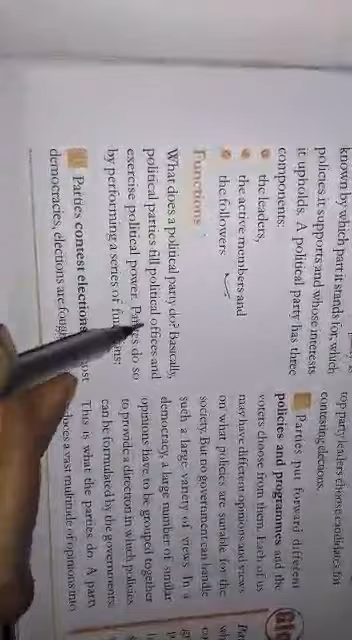 known by which part it stands for, which
policies it supports and whose interests
it upholds. A political party has three
components:
the leaders,
the active members and
the followers
Functions
What does a political party do? Basically,
political parties fill political offices and
exercise political power. Parties do so
by performing a series of
Parties contest elections.
democracies, elections are fought
top party leaders choose candidates for
contesting elections.
Parties put forward different
policies and programmes and the
voters choose from them. Each of us
may have different opinions and views
on what policies are suitable for the
society. But no government can handle
such a large variety of views. In a
democracy, a large number of similar
opinions have to be grouped together
to provide a direction in which policies
can be formulated by the governments.
This is what the parties do. A party
a vast multitude of opinions into